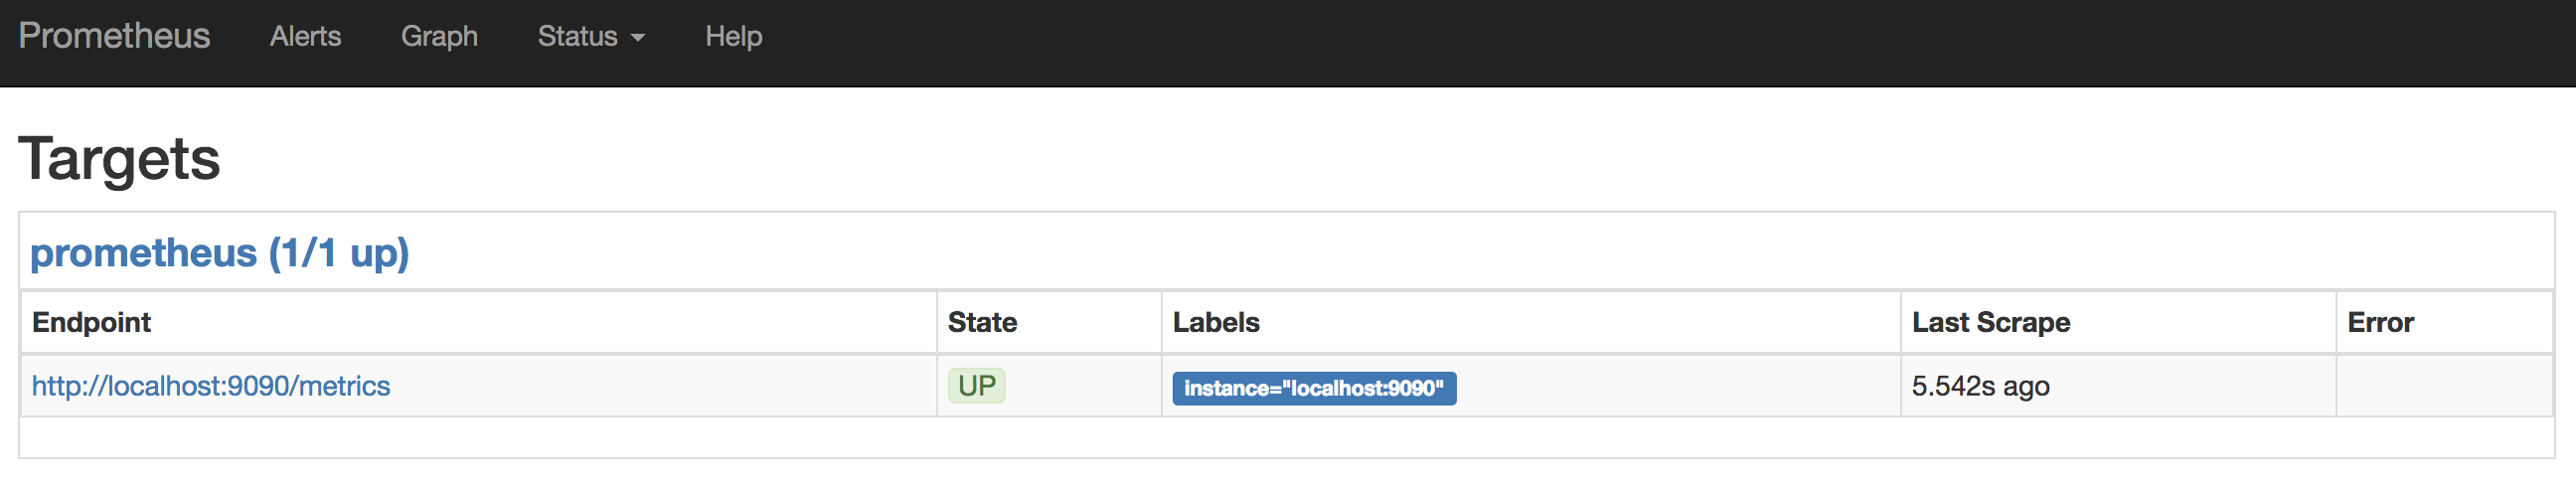 Prometheus Alerts Graph Status Help
Targets
prometheus (1/1 up)
Endpoint State Labels Last Scrape Error
http://localhost:9090/metrics UP instance="localhost:9090" 5.542s ago